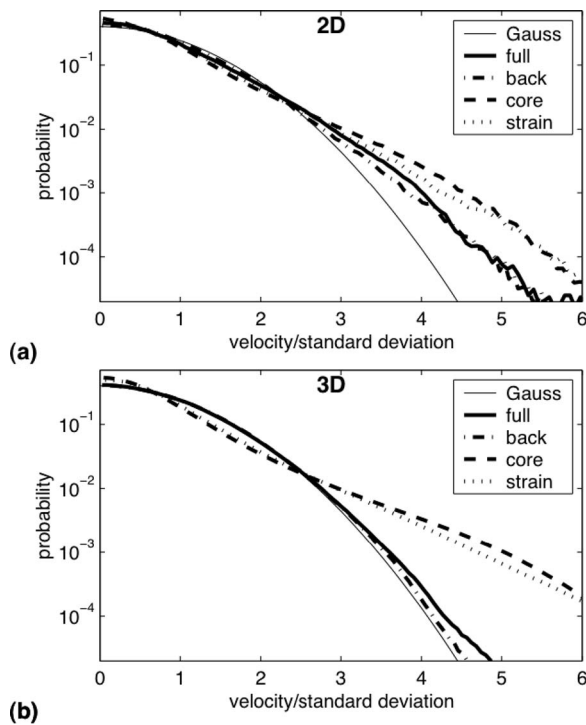 2D
Gauss
full
back
core
strain
10⁻¹
10⁻²
10⁻³
10⁻⁴
probability
0 1 2 3 4 5 6
velocity/standard deviation
(a)
3D
Gauss
full
back
core
strain
10⁻¹
10⁻²
10⁻³
10⁻⁴
probability
0 1 2 3 4 5 6
velocity/standard deviation
(b)